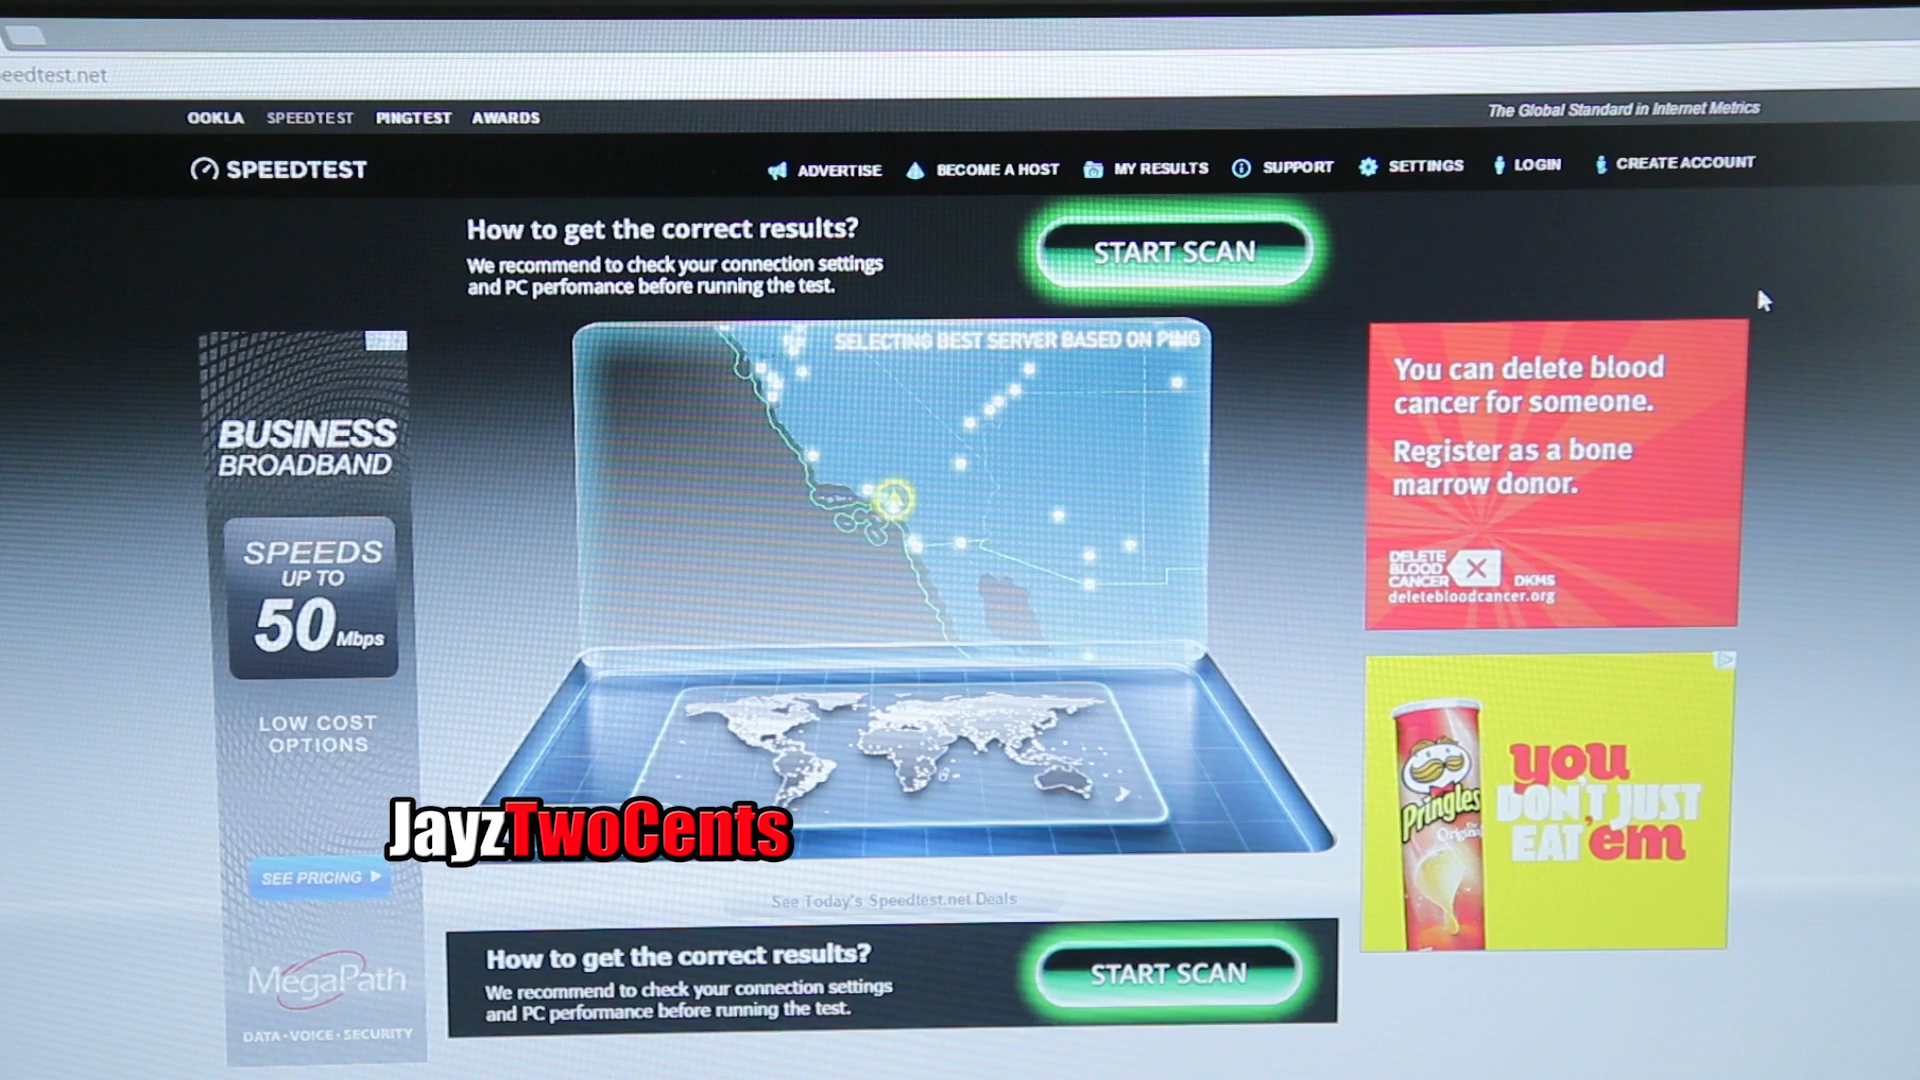 eedtest.net
OOKLA SPEEDTEST PINGTEST AWARDS
The Global Standard in Internet Metrics
SPEEDTEST
ADVERTISE BECOME A HOST MY RESULTS SUPPORT SETTINGS LOGIN CREATE ACCOUNT
How to get the correct results?
We recommend to check your connection settings
and PC perfomance before running the test.
START SCAN
SELECTING BEST SERVER BASED ON PING
BUSINESS
BROADBAND
SPEEDS
UP TO
50 Mbps
LOW COST
OPTIONS
SEE PRICING
MegaPath
DATA • VOICE • SECURITY
You can delete blood
cancer for someone.
Register as a bone
marrow donor.
DELETE
BLOOD
CANCER
DKMS
deletebloodcancer.org
Pringles
Original
you
DON'T JUST
EAT 'em
JayzTwoCents
See Today's Speedtest.net Deals
How to get the correct results?
We recommend to check your connection settings
and PC performance before running the test.
START SCAN